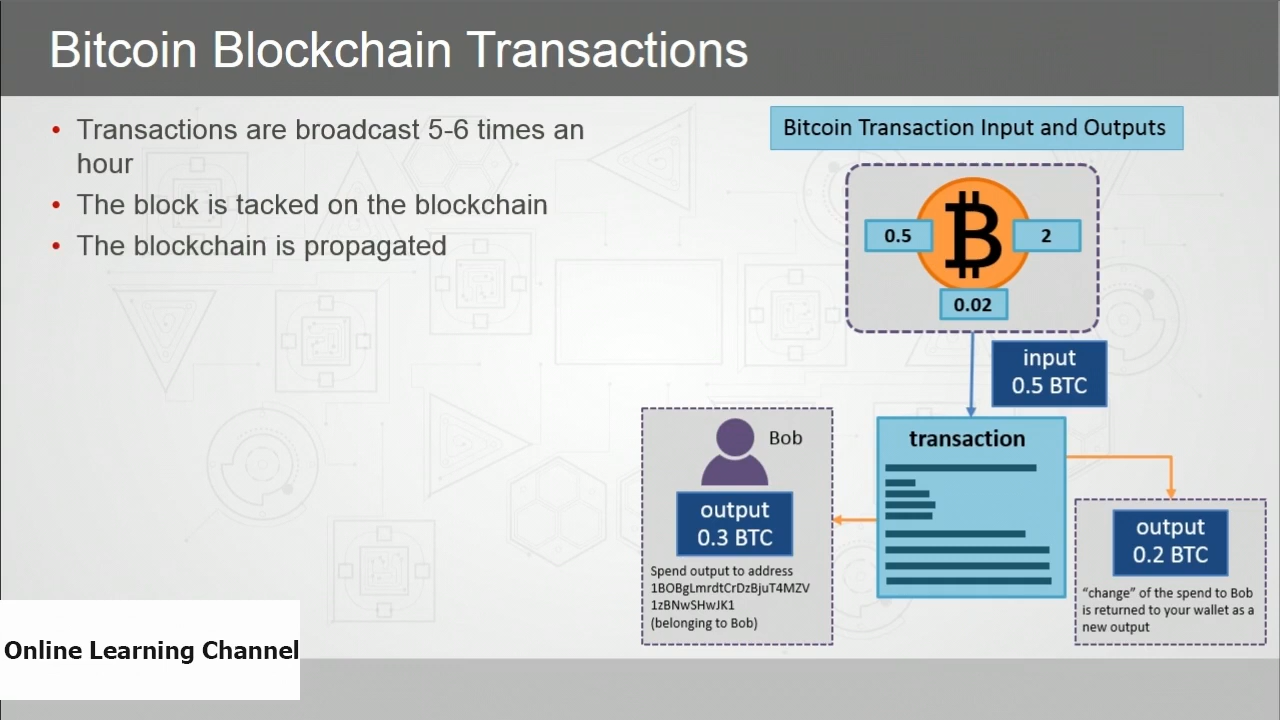 Bitcoin Blockchain Transactions
• Transactions are broadcast 5-6 times an
hour
• The block is tacked on the blockchain
• The blockchain is propagated
Bitcoin Transaction Input and Outputs
0.5
2
0.02
input
0.5 BTC
transaction
Bob
output
0.3 BTC
Spend output to address
1BOBgLmrdtCrDzBjuT4MZV
1zBNwSHwJK1
(belonging to Bob)
output
0.2 BTC
“change” of the spend to Bob
is returned to your wallet as a
new output
Online Learning Channel